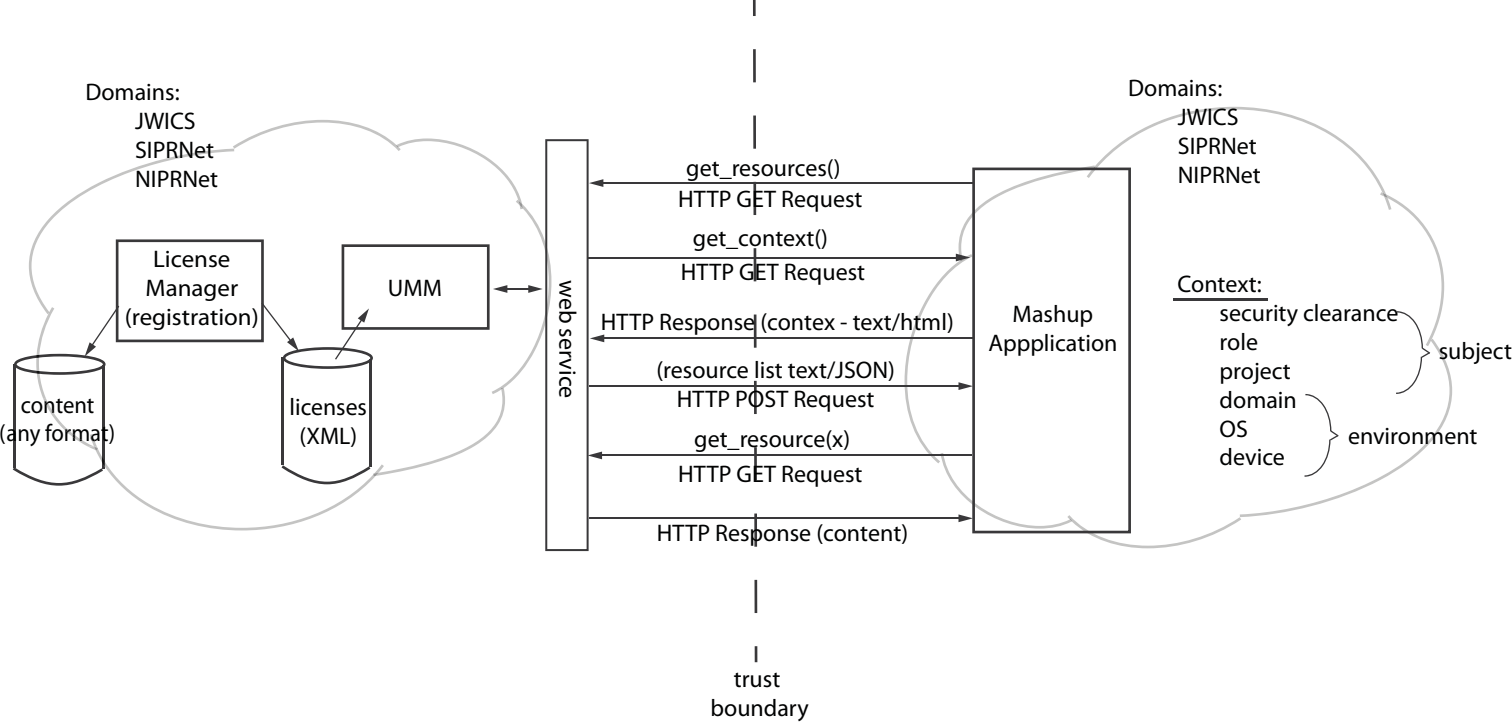 Domains:
JWICS
SIPRNet
NIPRNet
License
Manager
(registration)
UMM
content
(any format)
licenses
(XML)
web service
get_resources()
HTTP GET Request
get_context()
HTTP GET Request
HTTP Response (contex - text/html)
(resource list text/JSON)
HTTP POST Request
get_resource(x)
HTTP GET Request
HTTP Response (content)
trust
boundary
Mashup
Appplication
Domains:
JWICS
SIPRNet
NIPRNet
Context:
security clearance
role
project
subject
domain
OS
device
environment